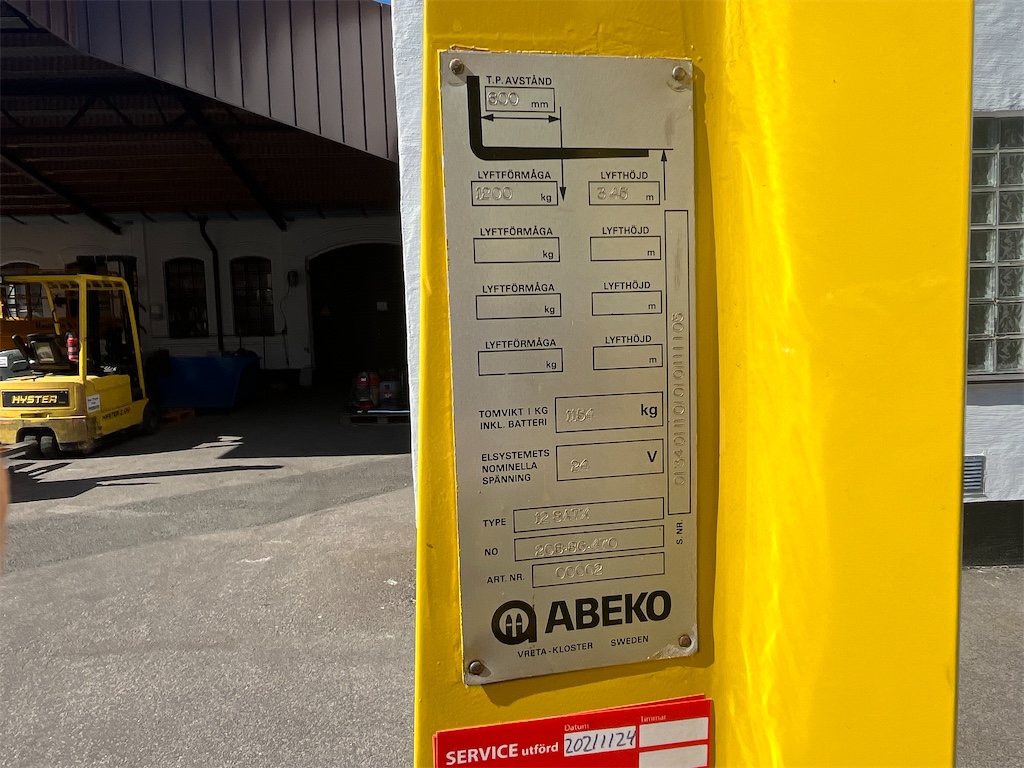 T.P. AVSTÅND
600 mm
LYFTFÖRMÅGA LYFTHÖJD
1200 kg m
LYFTFÖRMÅGA LYFTHÖJD
kg m
LYFTFÖRMÅGA LYFTHÖJD
kg m
LYFTFÖRMÅGA LYFTHÖJD
kg m
TOMVIKT I KG
INKL. BATTERI
kg
ELSYSTEMETS
NOMINELLA
SPÄNNING
24 V
TYPE
NO
ART. NR. 00002
S. NR.
ABEKO
VRETA-KLOSTER SWEDEN
SERVICE utförd
Datum
20211124
Timmar
HYSTER